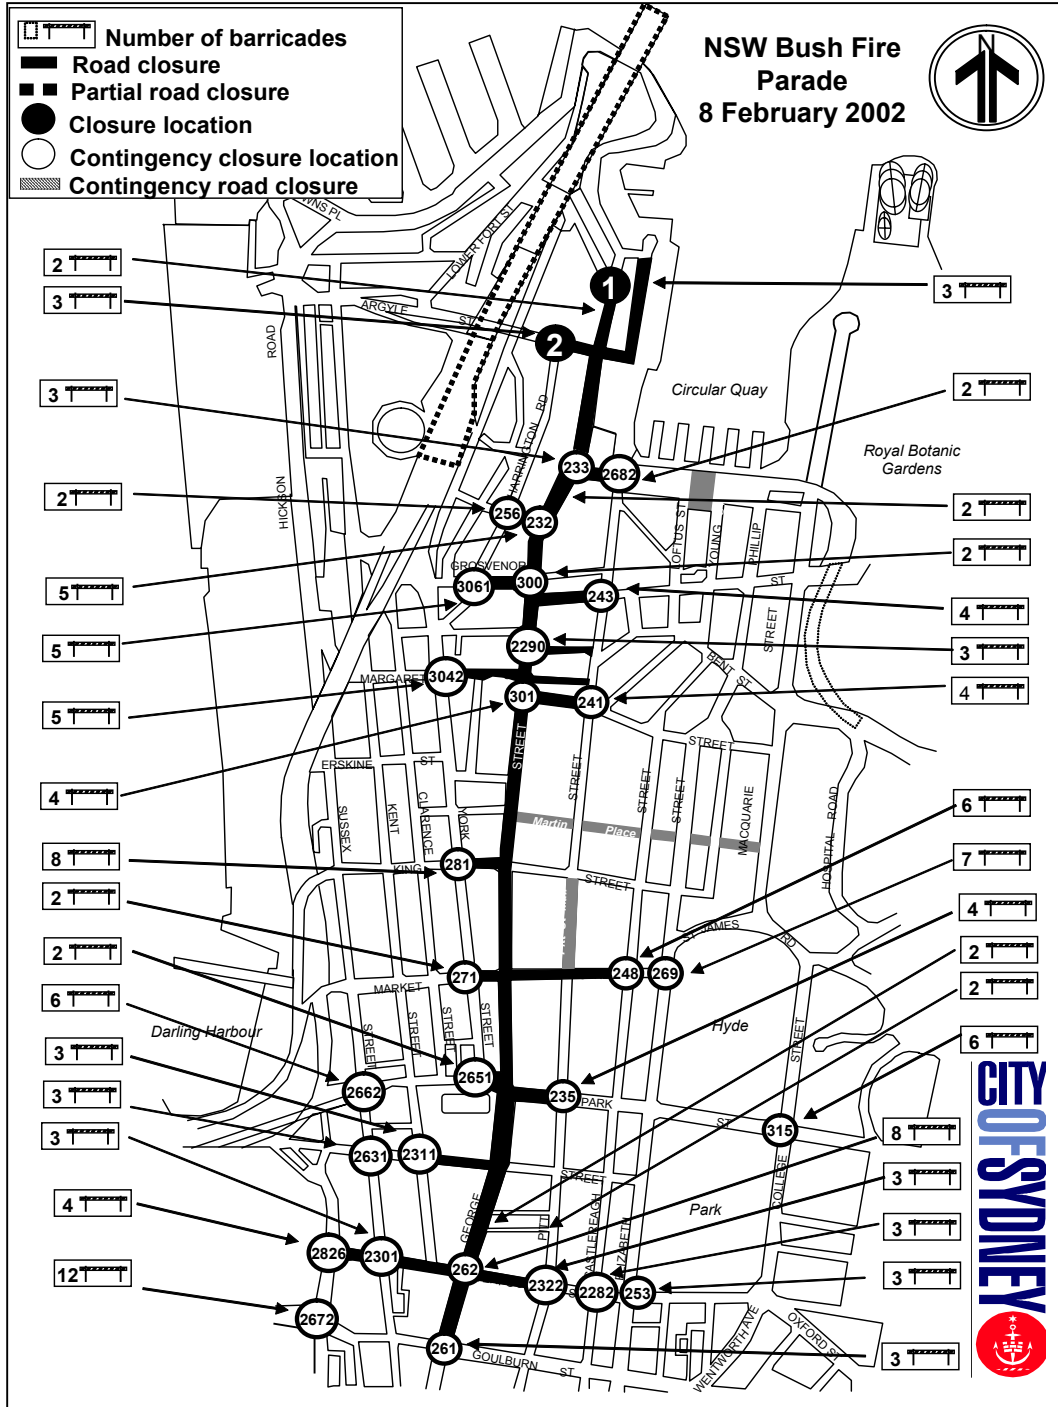 Number of barricades
Road closure
Partial road closure
Closure location
Contingency closure location
Contingency road closure
NSW Bush Fire
Parade
8 February 2002
N
WNS PL
LOWER FORT ST
ARGYLE
ST
ROAD
HICKSON
HARRINGTON RD
Circular Quay
Royal Botanic
Gardens
1
2
2
3
3
3
2
2
2
2
5
5
5
4
3
4
4
8
2
2
6
3
3
3
4
12
6
7
4
2
2
6
8
3
3
3
3
233
2682
256
232
GROSVENOR
300
3061
243
2290
MARGARET
3042
301
241
LOFTUS ST
YOUNG
PHILLIP
ST
STREET
BENT ST
STREET
STREET
ERSKINE
ST
SUSSEX
KENT
CLARENCE
YORK
STREET
STREET
STREET
MACQUARIE
HOSPITAL ROAD
Martin
Place
KING
281
STREET
ST JAMES
RD
271
248
269
MARKET
STREET
STREET
STREET
STREET
Darling Harbour
Hyde
STREET
2651
2662
235
PARK
ST
315
2631
2311
STREET
GEORGE
PITT
CASTLEREAGH
ELIZABETH
COLLEGE
Park
2826
2301
262
2322
2282
253
2672
261
GOULBURN
ST
WENTWORTH AVE
OXFORD ST
CITY OF SYDNEY